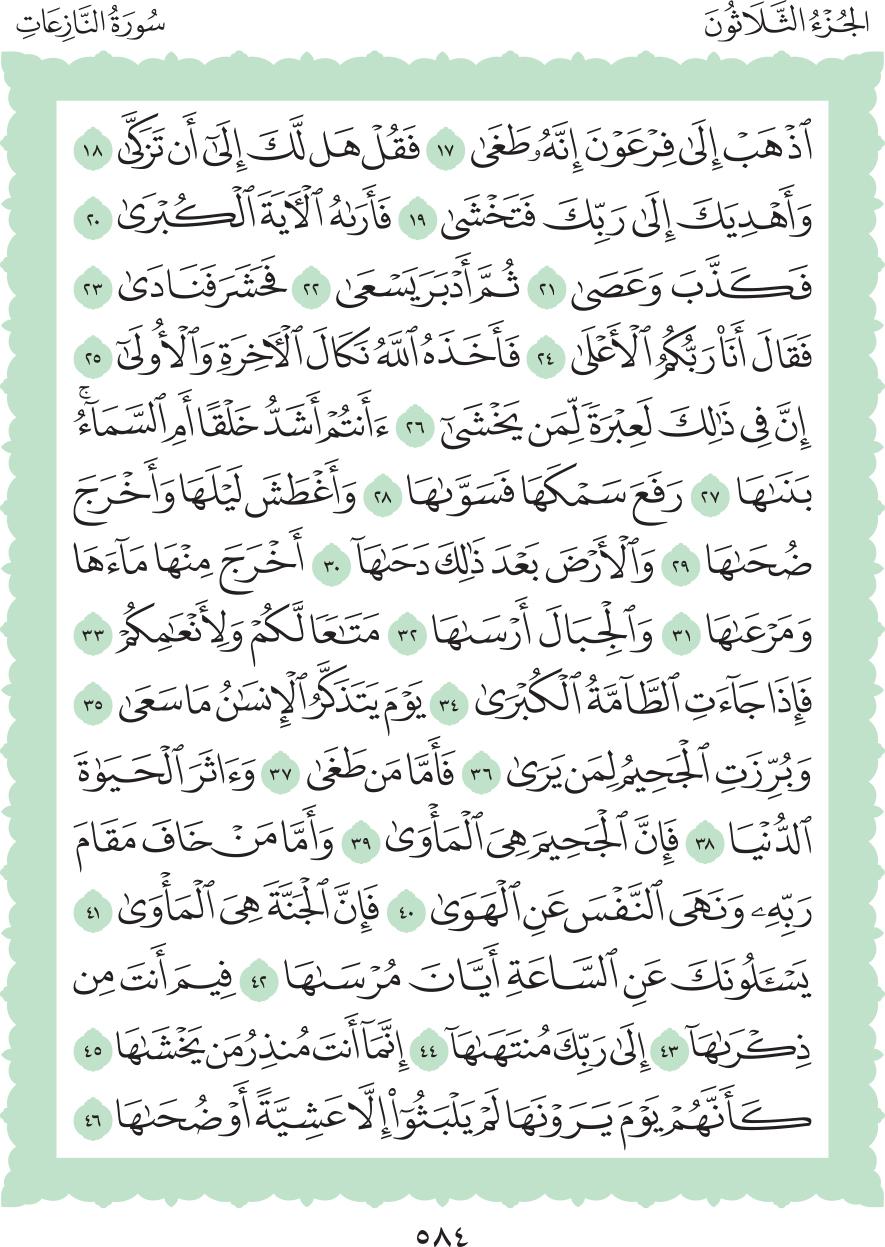 الجُزْءُ الثَّلَاثُونَ
سُورَةُ النَّازِعَاتِ
ٱذْهَبْ إِلَىٰ فِرْعَوْنَ إِنَّهُۥ طَغَىٰ ١٧ فَقُلْ هَل لَّكَ إِلَىٰٓ أَن تَزَكَّىٰ ١٨
وَأَهْدِيَكَ إِلَىٰ رَبِّكَ فَتَخْشَىٰ ١٩ فَأَرَىٰهُ ٱلْـَٔايَةَ ٱلْكُبْرَىٰ ٢٠
فَكَذَّبَ وَعَصَىٰ ٢١ ثُمَّ أَدْبَرَ يَسْعَىٰ ٢٢ فَحَشَرَ فَنَادَىٰ ٢٣
فَقَالَ أَنَا۠ رَبُّكُمُ ٱلْأَعْلَىٰ ٢٤ فَأَخَذَهُ ٱللَّهُ نَكَالَ ٱلْـَٔاخِرَةِ وَٱلْأُولَىٰٓ ٢٥
إِنَّ فِى ذَٰلِكَ لَعِبْرَةً لِّمَن يَخْشَىٰٓ ٢٦ ءَأَنتُمْ أَشَدُّ خَلْقًا أَمِ ٱلسَّمَآءُۚ
بَنَىٰهَا ٢٧ رَفَعَ سَمْكَهَا فَسَوَّىٰهَا ٢٨ وَأَغْطَشَ لَيْلَهَا وَأَخْرَجَ
ضُحَىٰهَا ٢٩ وَٱلْأَرْضَ بَعْدَ ذَٰلِكَ دَحَىٰهَآ ٣٠ أَخْرَجَ مِنْهَا مَآءَهَا
وَمَرْعَىٰهَا ٣١ وَٱلْجِبَالَ أَرْسَىٰهَا ٣٢ مَتَـٰعًا لَّكُمْ وَلِأَنْعَـٰمِكُمْ ٣٣
فَإِذَا جَآءَتِ ٱلطَّآمَّةُ ٱلْكُبْرَىٰ ٣٤ يَوْمَ يَتَذَكَّرُ ٱلْإِنسَـٰنُ مَا سَعَىٰ ٣٥
وَبُرِّزَتِ ٱلْجَحِيمُ لِمَن يَرَىٰ ٣٦ فَأَمَّا مَن طَغَىٰ ٣٧ وَءَاثَرَ ٱلْحَيَوٰةَ
ٱلدُّنْيَا ٣٨ فَإِنَّ ٱلْجَحِيمَ هِىَ ٱلْمَأْوَىٰ ٣٩ وَأَمَّا مَنْ خَافَ مَقَامَ
رَبِّهِۦ وَنَهَى ٱلنَّفْسَ عَنِ ٱلْهَوَىٰ ٤٠ فَإِنَّ ٱلْجَنَّةَ هِىَ ٱلْمَأْوَىٰ ٤١
يَسْـَٔلُونَكَ عَنِ ٱلسَّاعَةِ أَيَّانَ مُرْسَىٰهَا ٤٢ فِيمَ أَنتَ مِن
ذِكْرَىٰهَآ ٤٣ إِلَىٰ رَبِّكَ مُنتَهَىٰهَآ ٤٤ إِنَّمَآ أَنتَ مُنذِرُ مَن يَخْشَىٰهَا ٤٥
كَأَنَّهُمْ يَوْمَ يَرَوْنَهَا لَمْ يَلْبَثُوٓا۟ إِلَّا عَشِيَّةً أَوْ ضُحَىٰهَا ٤٦
٥٨٤